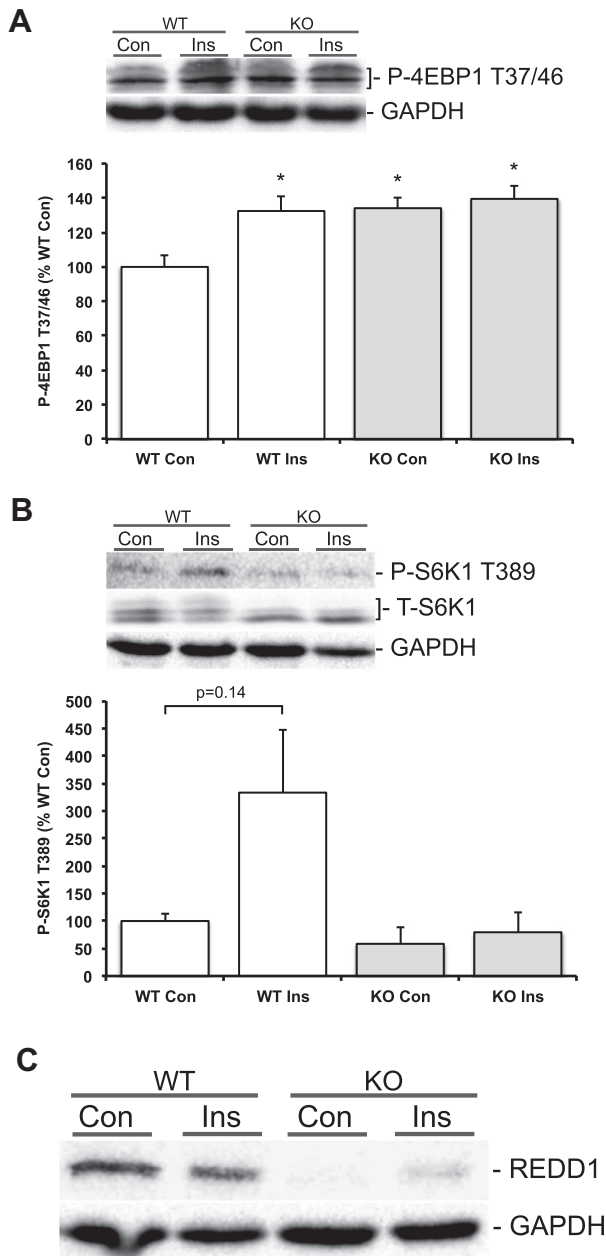 A
WT KO
Con Ins Con Ins
]- P-4EBP1 T37/46
- GAPDH
P-4EBP1 T37/46 (% WT Con)
160
140
120
100
80
60
40
20
0
* * *
WT Con WT Ins KO Con KO Ins
B
WT KO
Con Ins Con Ins
- P-S6K1 T389
]- T-S6K1
- GAPDH
P-S6K1 T389 (% WT Con)
500
450
400
350
300
250
200
150
100
50
0
p=0.14
WT Con WT Ins KO Con KO Ins
C
WT KO
Con Ins Con Ins
- REDD1
- GAPDH